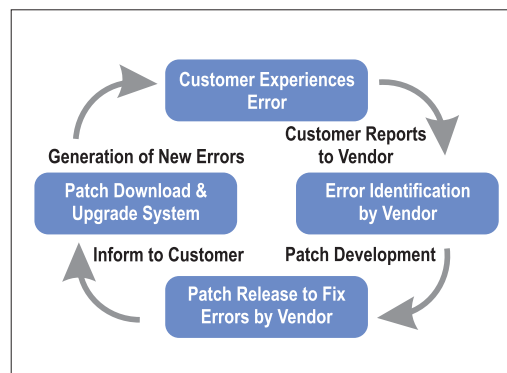 Customer Experiences
Error
Customer Reports
to Vendor
Error Identification
by Vendor
Patch Development
Patch Release to Fix
Errors by Vendor
Inform to Customer
Patch Download &
Upgrade System
Generation of New Errors